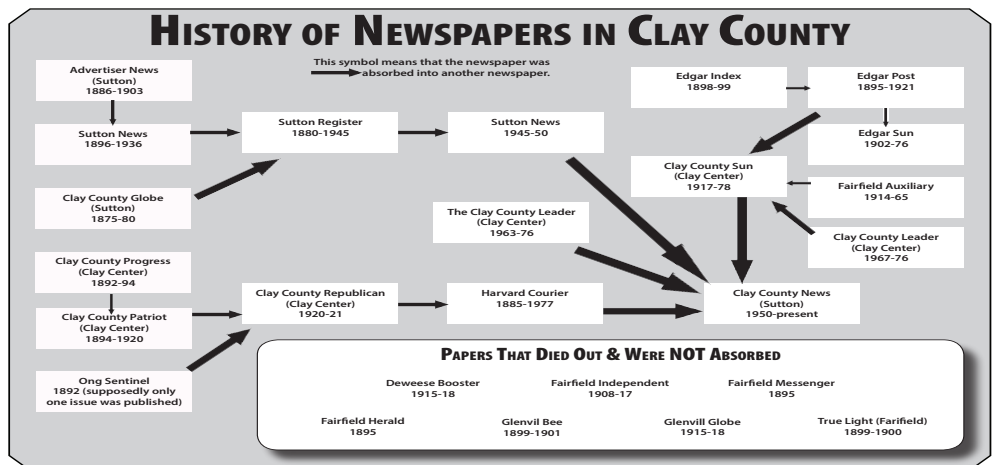 HISTORY OF NEWSPAPERS IN CLAY COUNTY
This symbol means that the newspaper was
absorbed into another newspaper.
Advertiser News
(Sutton)
1886-1903
Sutton News
1896-1936
Clay County Globe
(Sutton)
1875-80
Sutton Register
1880-1945
Sutton News
1945-50
Edgar Index
1898-99
Edgar Post
1895-1921
Edgar Sun
1902-76
Clay County Sun
(Clay Center)
1917-78
Fairfield Auxiliary
1914-65
Clay County Leader
(Clay Center)
1967-76
The Clay County Leader
(Clay Center)
1963-76
Clay County Progress
(Clay Center)
1892-94
Clay County Patriot
(Clay Center)
1894-1920
Ong Sentinel
1892 (supposedly only
one issue was published)
Clay County Republican
(Clay Center)
1920-21
Harvard Courier
1885-1977
Clay County News
(Sutton)
1950-present
PAPERS THAT DIED OUT & WERE NOT ABSORBED
Deweese Booster
1915-18
Fairfield Independent
1908-17
Fairfield Messenger
1895
Fairfield Herald
1895
Glenvil Bee
1899-1901
Glenvill Globe
1915-18
True Light (Farifield)
1899-1900